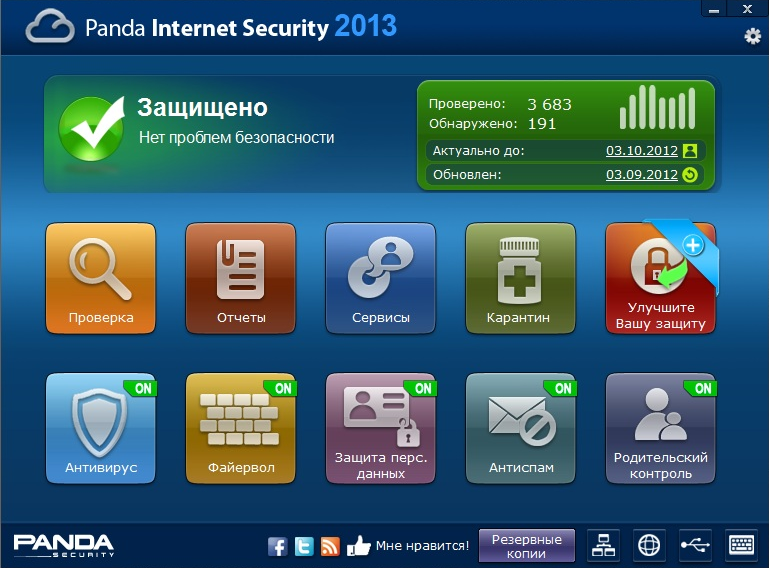 Panda Internet Security 2013
Защищено
Нет проблем безопасности
Проверено: 3 683
Обнаружено: 191
Актуально до: 03.10.2012
Обновлен: 03.09.2012
Проверка
Отчеты
Сервисы
Карантин
Улучшите
Вашу защиту
ON
Антивирус
ON
Файервол
ON
Защита перс.
данных
ON
Антиспам
ON
Родительский
контроль
PANDA
SECURITY
Мне нравится!
Резервные
копии